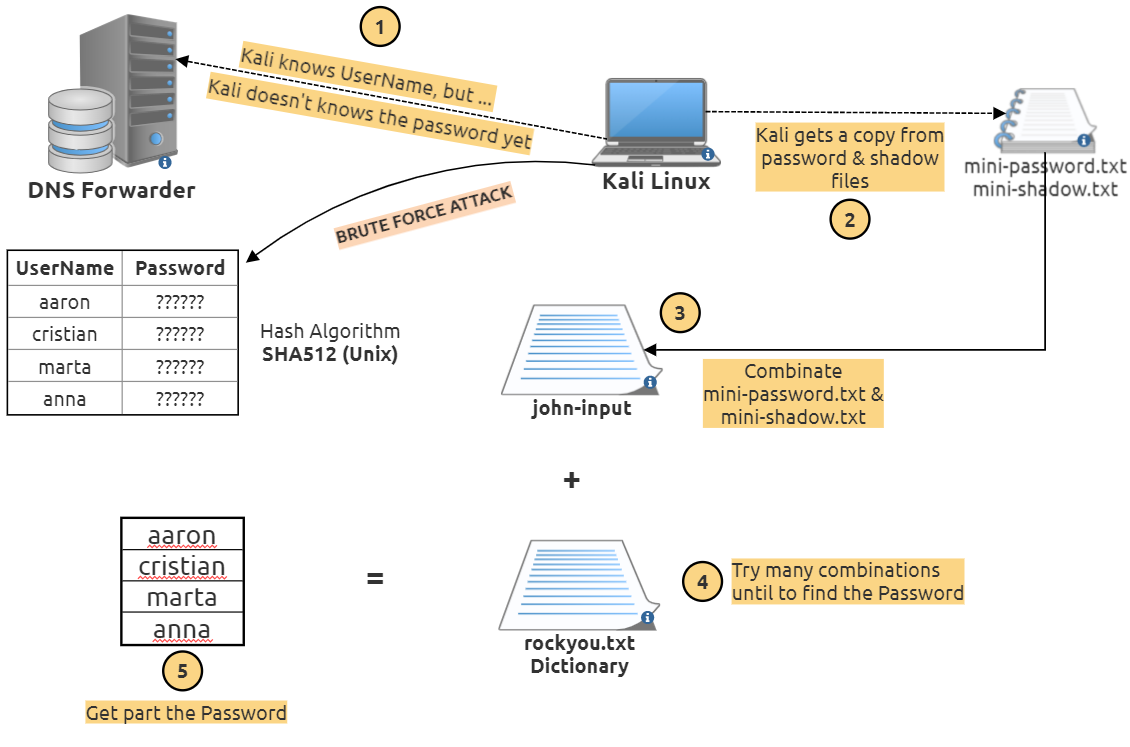 1
Kali knows UserName, but ...
Kali doesn't knows the password yet
DNS Forwarder
Kali Linux
Kali gets a copy from
password & shadow
files
2
mini-password.txt
mini-shadow.txt
BRUTE FORCE ATTACK
UserName Password
aaron ??????
cristian ??????
marta ??????
anna ??????
Hash Algorithm
SHA512 (Unix)
3
john-input
Combinate
mini-password.txt &
mini-shadow.txt
+
aaron
cristian
marta
anna
=
rockyou.txt
Dictionary
4
Try many combinations
until to find the Password
5
Get part the Password